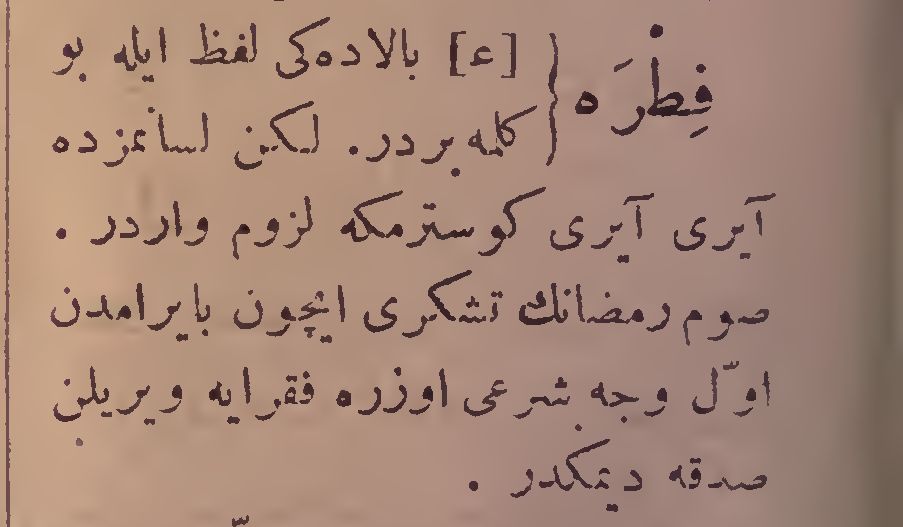 فِطْرَه { [ع] بالاده‌کی لفظ ایله بو
کلمه بردر. لکن لسانمزده
آیری آیری کوسترمکه لزوم واردر .
صوم رمضانك تشکری ایچون بایرامدن
اوّل وجه شرعی اوزره فقرایه ویریلن
صدقه دیمکدر .